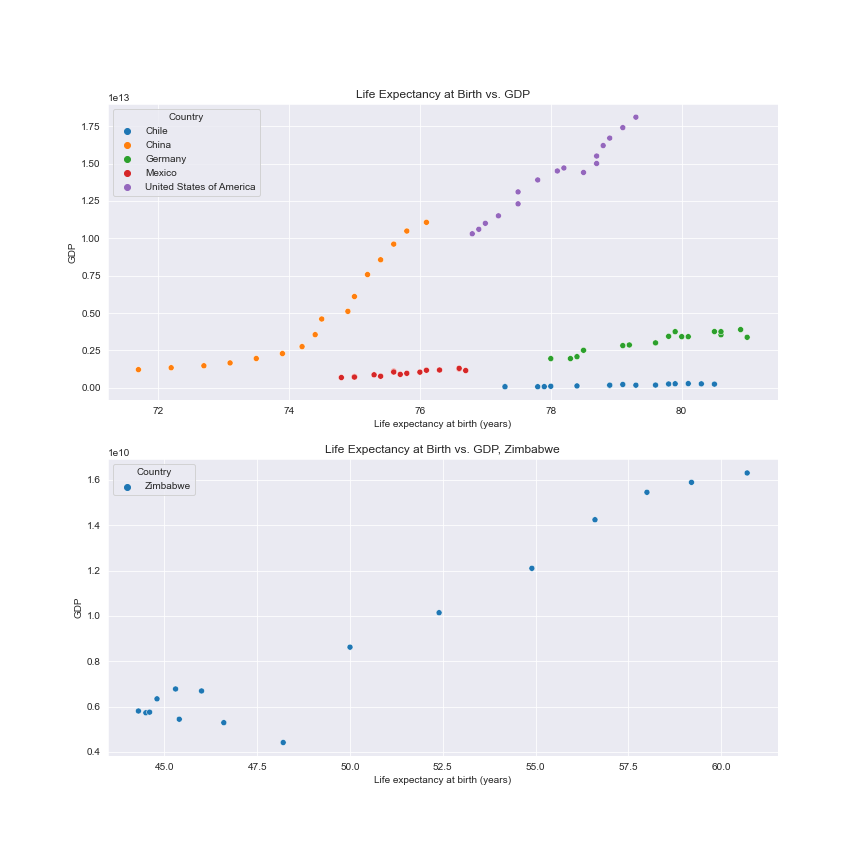 Life Expectancy at Birth vs. GDP
1e13
Country
Chile
China
Germany
Mexico
United States of America
1.75
1.50
1.25
1.00
0.75
0.50
0.25
0.00
GDP
72 74 76 78 80
Life expectancy at birth (years)
Life Expectancy at Birth vs. GDP, Zimbabwe
1e10
Country
Zimbabwe
1.6
1.4
1.2
1.0
0.8
0.6
0.4
GDP
45.0 47.5 50.0 52.5 55.0 57.5 60.0
Life expectancy at birth (years)